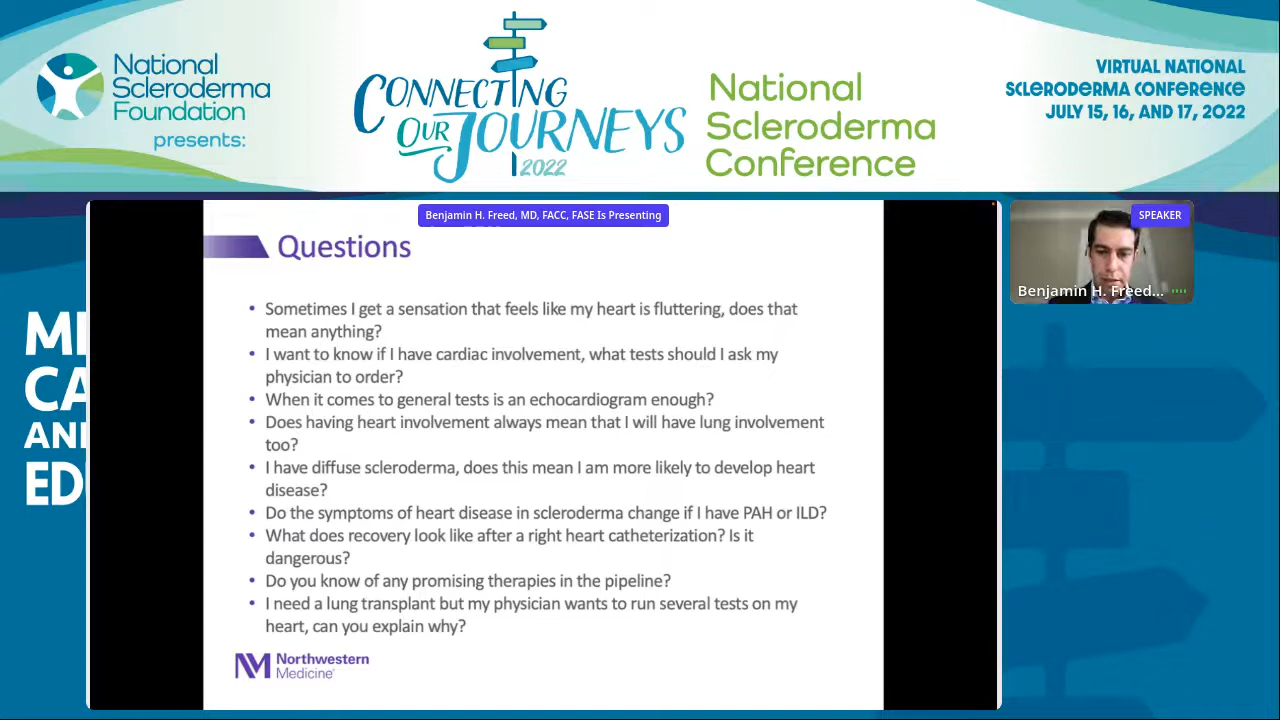 National
Scleroderma
Foundation
presents:
CONNECTING
OUR JOURNEYS
2022
National
Scleroderma
Conference
VIRTUAL NATIONAL
SCLERODERMA CONFERENCE
JULY 15, 16, AND 17, 2022
Benjamin H. Freed, MD, FACC, FASE Is Presenting
SPEAKER
Benjamin H. Freed...
Questions
• Sometimes I get a sensation that feels like my heart is fluttering, does that
mean anything?
• I want to know if I have cardiac involvement, what tests should I ask my
physician to order?
• When it comes to general tests is an echocardiogram enough?
• Does having heart involvement always mean that I will have lung involvement
too?
• I have diffuse scleroderma, does this mean I am more likely to develop heart
disease?
• Do the symptoms of heart disease in scleroderma change if I have PAH or ILD?
• What does recovery look like after a right heart catheterization? Is it
dangerous?
• Do you know of any promising therapies in the pipeline?
• I need a lung transplant but my physician wants to run several tests on my
heart, can you explain why?
NM Northwestern
Medicine
AN
ED